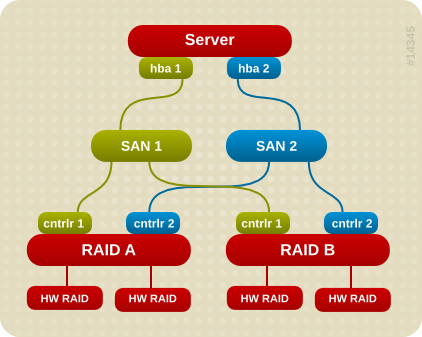 Server
#14345
hba 1
hba 2
SAN 1
SAN 2
cntrlr 1
cntrlr 2
cntrlr 1
cntrlr 2
RAID A
RAID B
HW RAID
HW RAID
HW RAID
HW RAID